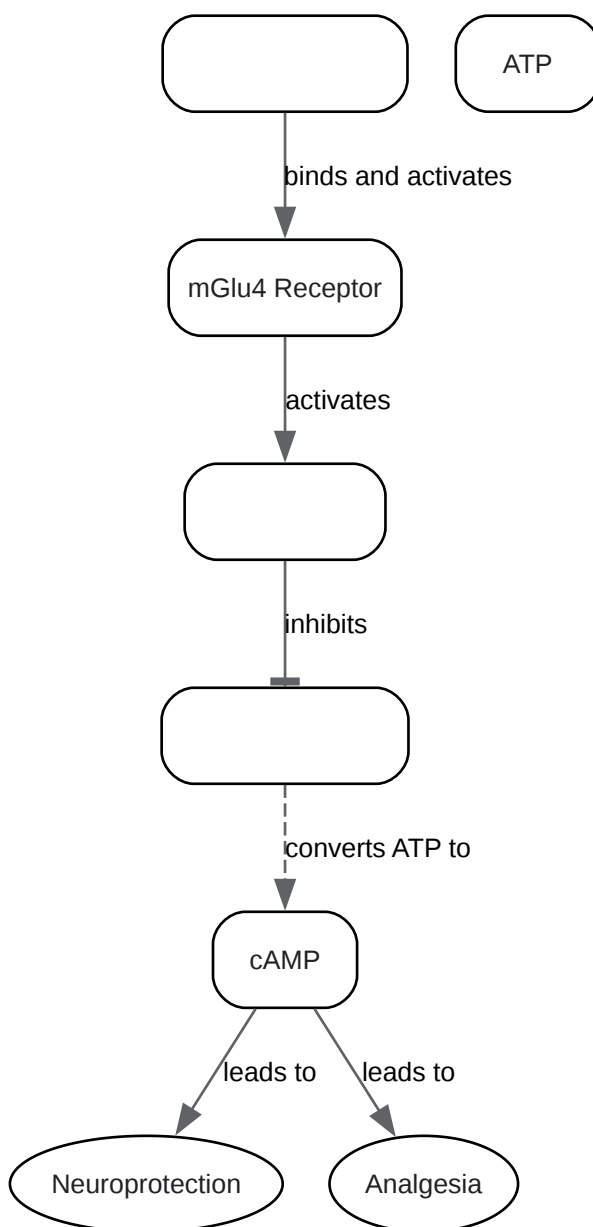 ATP
binds and activates
mGlu4 Receptor
activates
inhibits
converts ATP to
cAMP
leads to
leads to
Neuroprotection
Analgesia